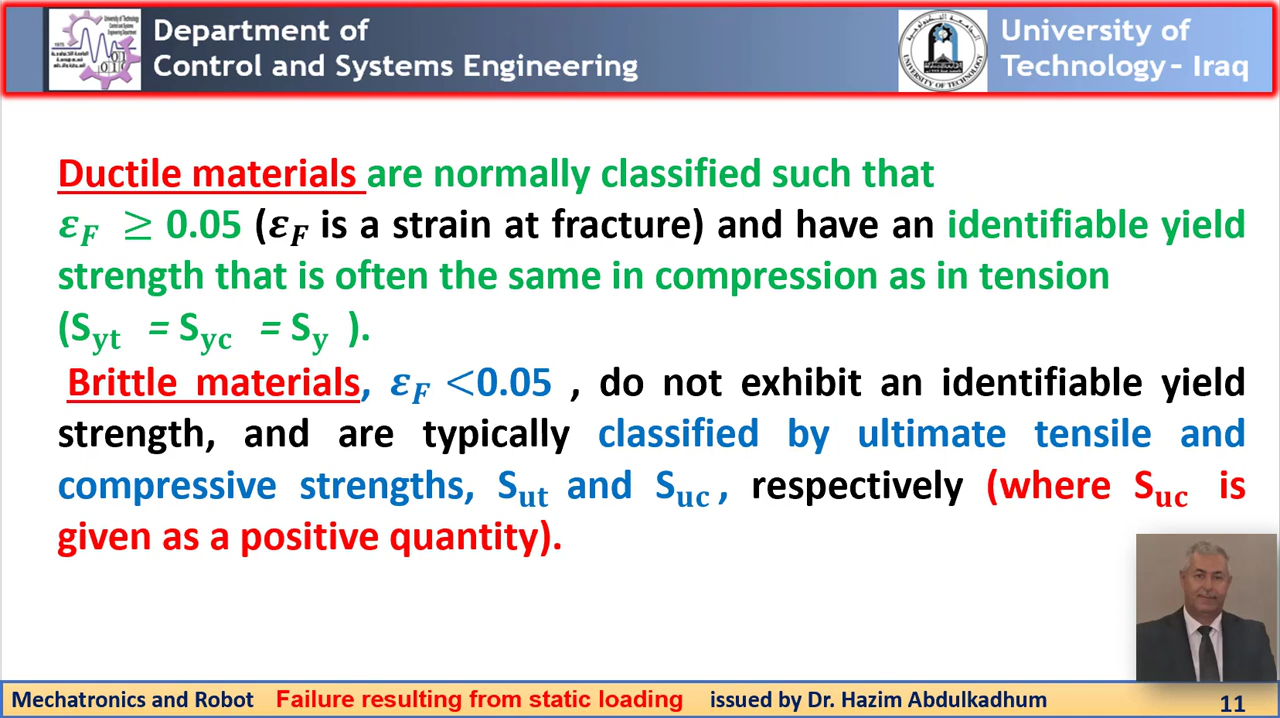 Department of
Control and Systems Engineering
University of
Technology - Iraq
Ductile materials are normally classified such that
εF ≥ 0.05 (εF is a strain at fracture) and have an identifiable yield
strength that is often the same in compression as in tension
(Syt = Syc = Sy ).
Brittle materials, εF <0.05 , do not exhibit an identifiable yield
strength, and are typically classified by ultimate tensile and
compressive strengths, Sut and Suc , respectively (where Suc is
given as a positive quantity).
Mechatronics and Robot Failure resulting from static loading issued by Dr. Hazim Abdulkadhum 11